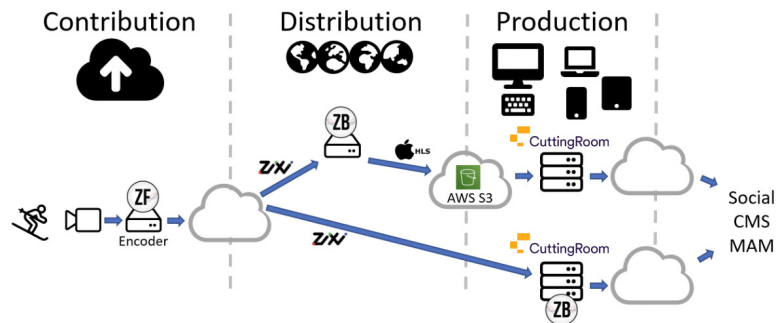 Contribution
Distribution
Production
ZB
ZiXi
HLS
CuttingRoom
AWS S3
ZF
Encoder
ZiXi
CuttingRoom
ZB
Social
CMS
MAM